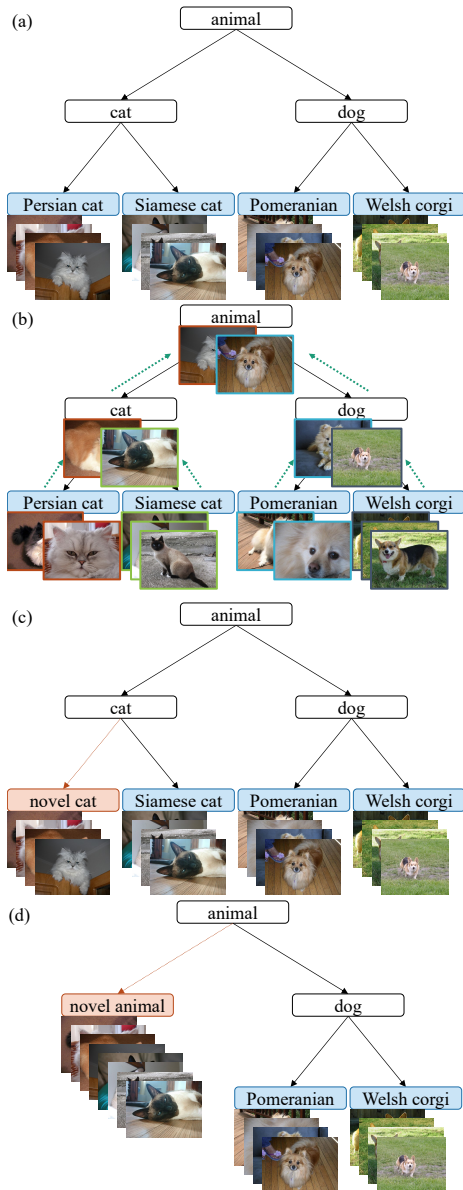 (a)
animal
cat dog
Persian cat Siamese cat Pomeranian Welsh corgi
(b)
animal
cat dog
Persian cat Siamese cat Pomeranian Welsh corgi
(c)
animal
cat dog
novel cat Siamese cat Pomeranian Welsh corgi
(d)
animal
novel animal dog
Pomeranian Welsh corgi